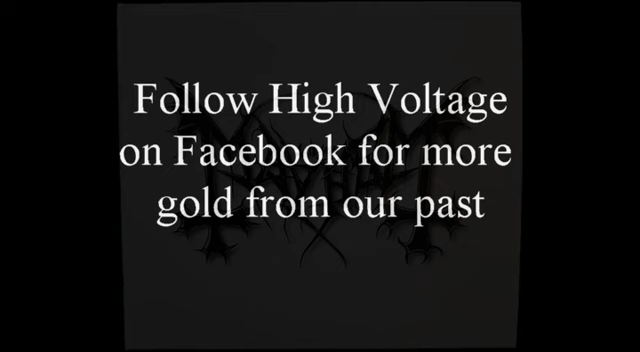 Follow High Voltage
on Facebook for more
gold from our past